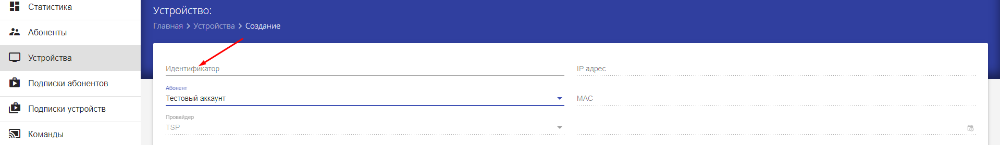 Статистика
Абоненты
Устройства
Подписки абонентов
Подписки устройств
Команды
Устройство:
Главная > Устройства > Создание
Идентификатор
IP адрес
Абонент
Тестовый аккаунт
MAC
Провайдер
TSP